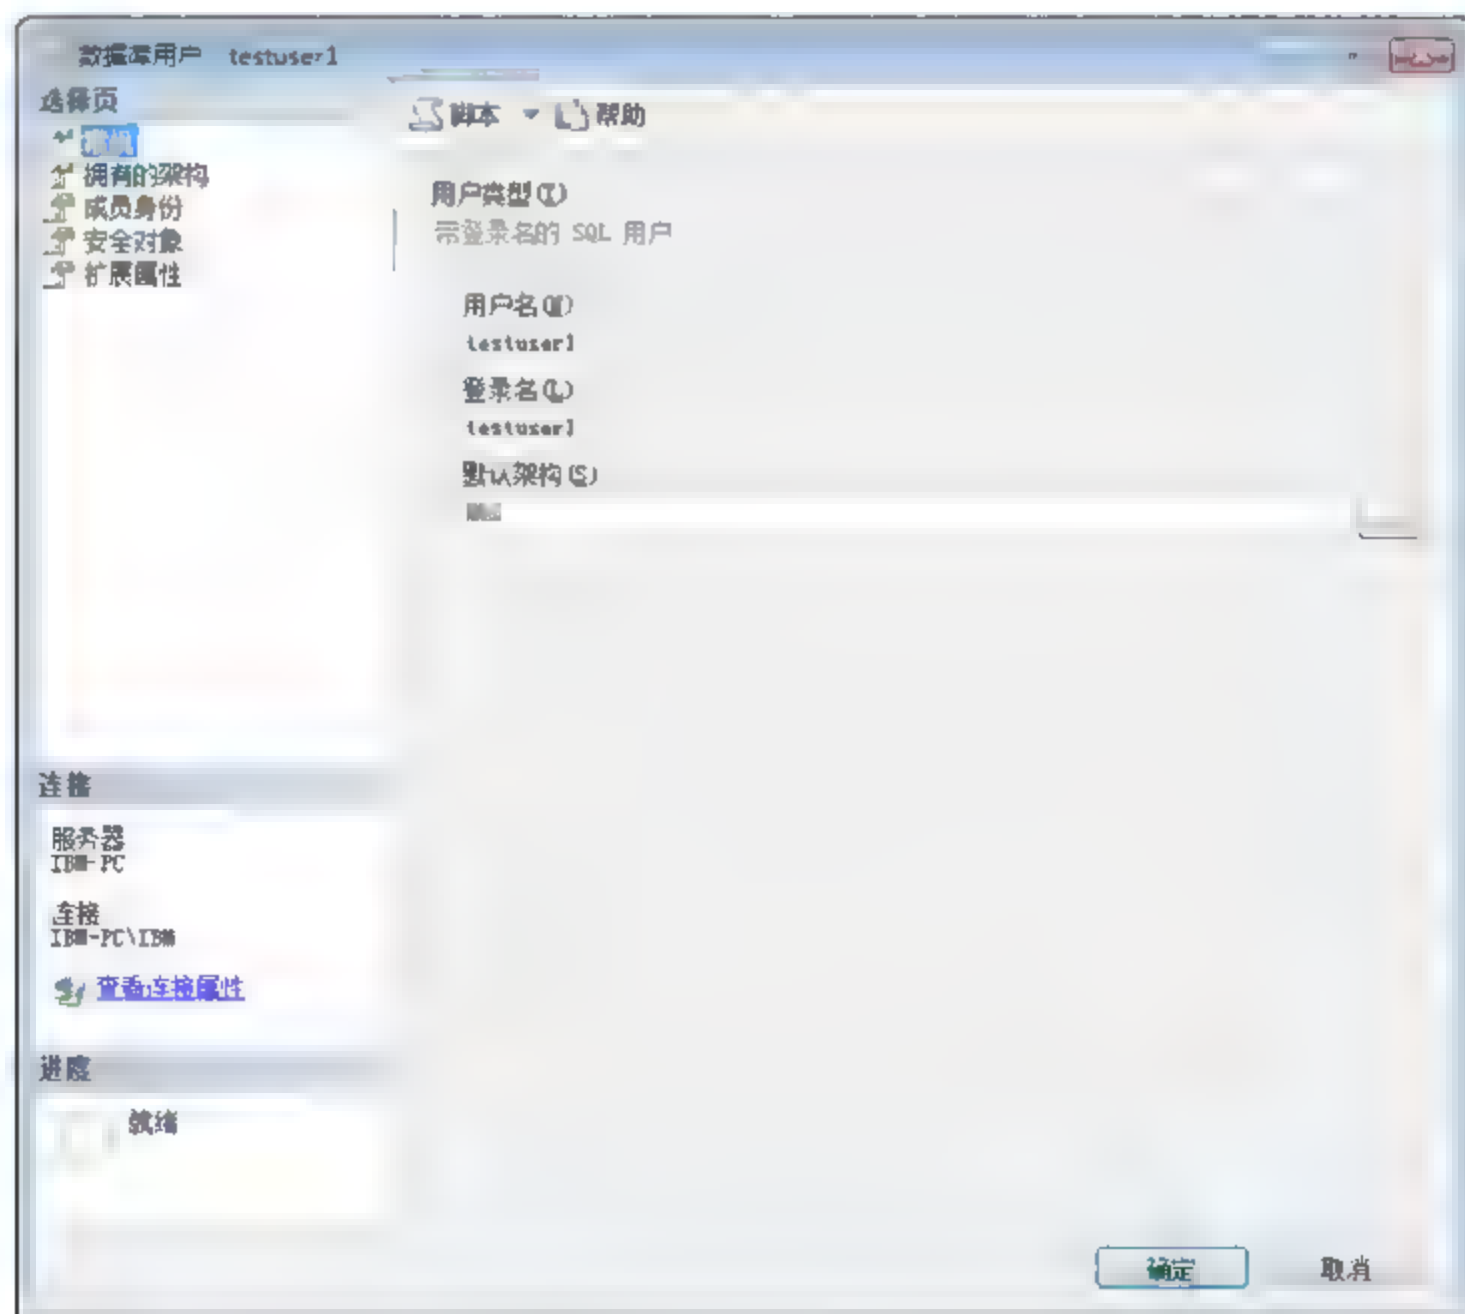 数据库用户 testuser1
选择页
常规
拥有的架构
成员身份
安全对象
扩展属性
脚本 帮助
用户类型(T)
带登录名的 SQL 用户
用户名(N)
testuser1
登录名(L)
testuser1
默认架构(S)
连接
服务器
IBM-PC
连接
IBM-PC\IBM
查看连接属性
进度
就绪
确定 取消